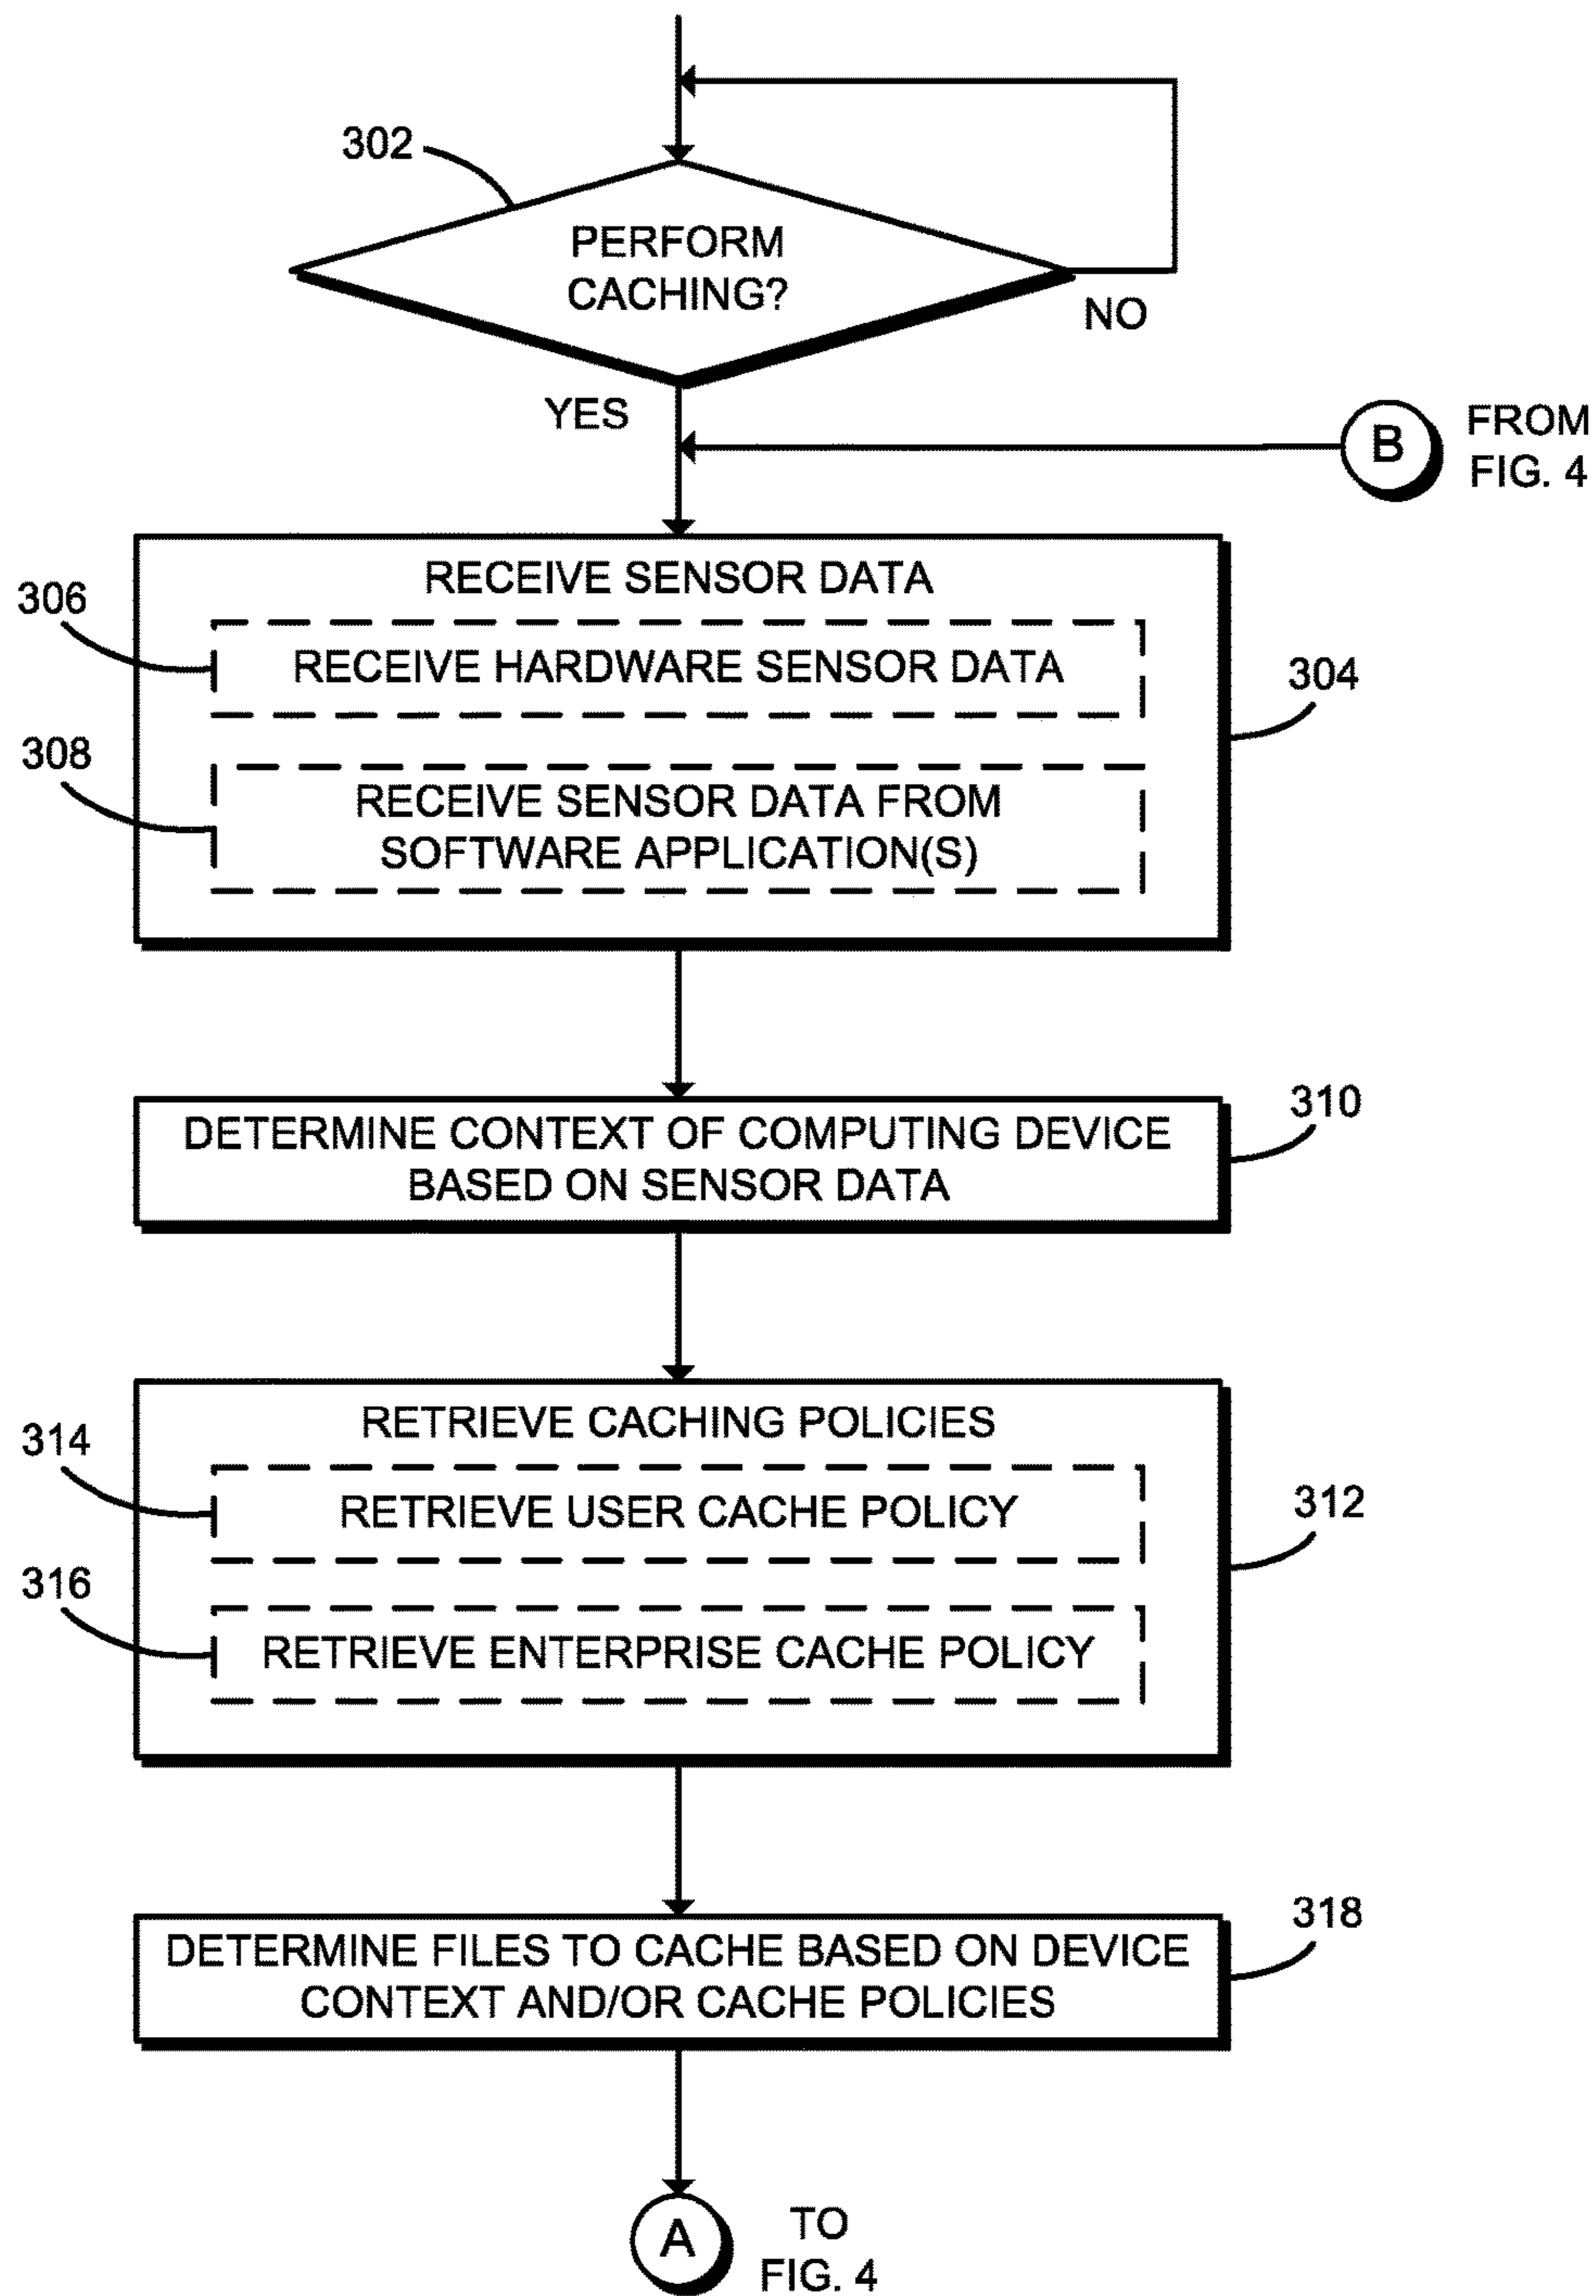 302
PERFORM
CACHING?
NO
YES
B
FROM
FIG. 4
RECEIVE SENSOR DATA
306
RECEIVE HARDWARE SENSOR DATA
304
308
RECEIVE SENSOR DATA FROM
SOFTWARE APPLICATION(S)
310
DETERMINE CONTEXT OF COMPUTING DEVICE
BASED ON SENSOR DATA
RETRIEVE CACHING POLICIES
314
RETRIEVE USER CACHE POLICY
312
316
RETRIEVE ENTERPRISE CACHE POLICY
318
DETERMINE FILES TO CACHE BASED ON DEVICE
CONTEXT AND/OR CACHE POLICIES
A
TO
FIG. 4